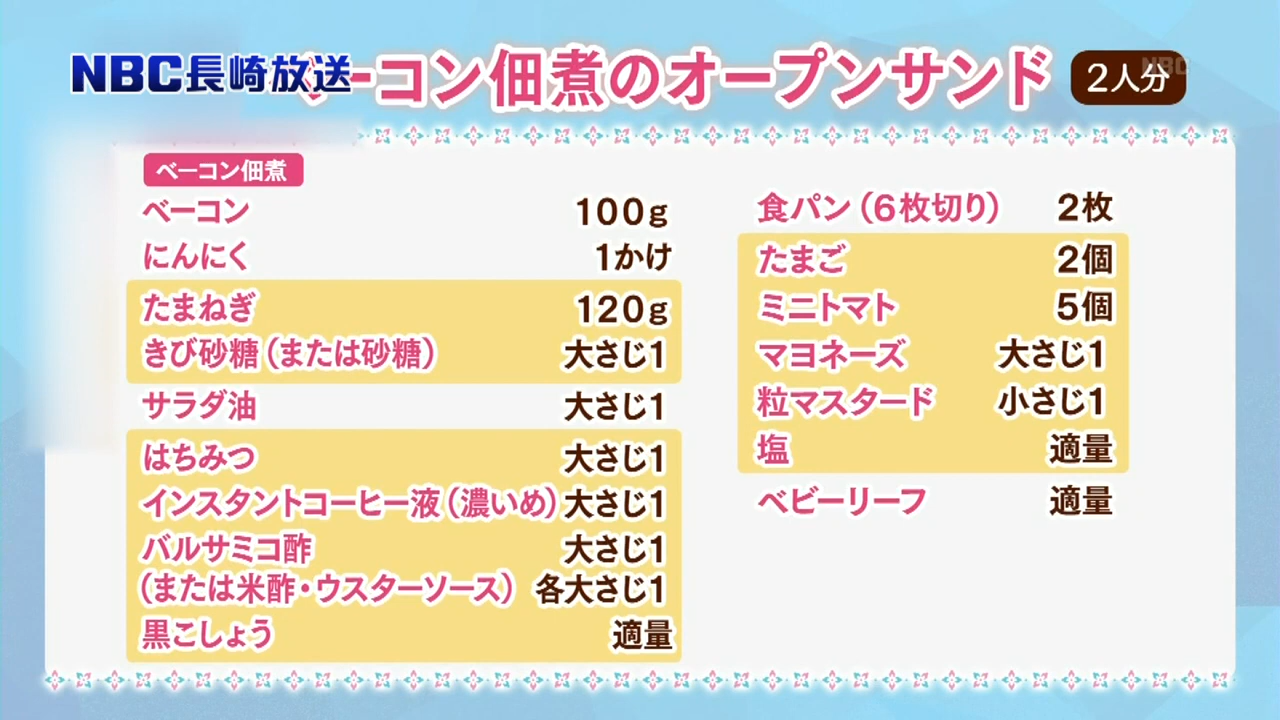 NBC長崎放送
ーコン佃煮のオープンサンド 2人分
NBC
ベーコン佃煮
ベーコン 100g
にんにく 1かけ
たまねぎ 120g
きび砂糖(または砂糖) 大さじ1
サラダ油 大さじ1
はちみつ 大さじ1
インスタントコーヒー液(濃いめ) 大さじ1
バルサミコ酢 大さじ1
(または米酢・ウスターソース) 各大さじ1
黒こしょう 適量
食パン(6枚切り) 2枚
たまご 2個
ミニトマト 5個
マヨネーズ 大さじ1
粒マスタード 小さじ1
塩 適量
ベビーリーフ 適量